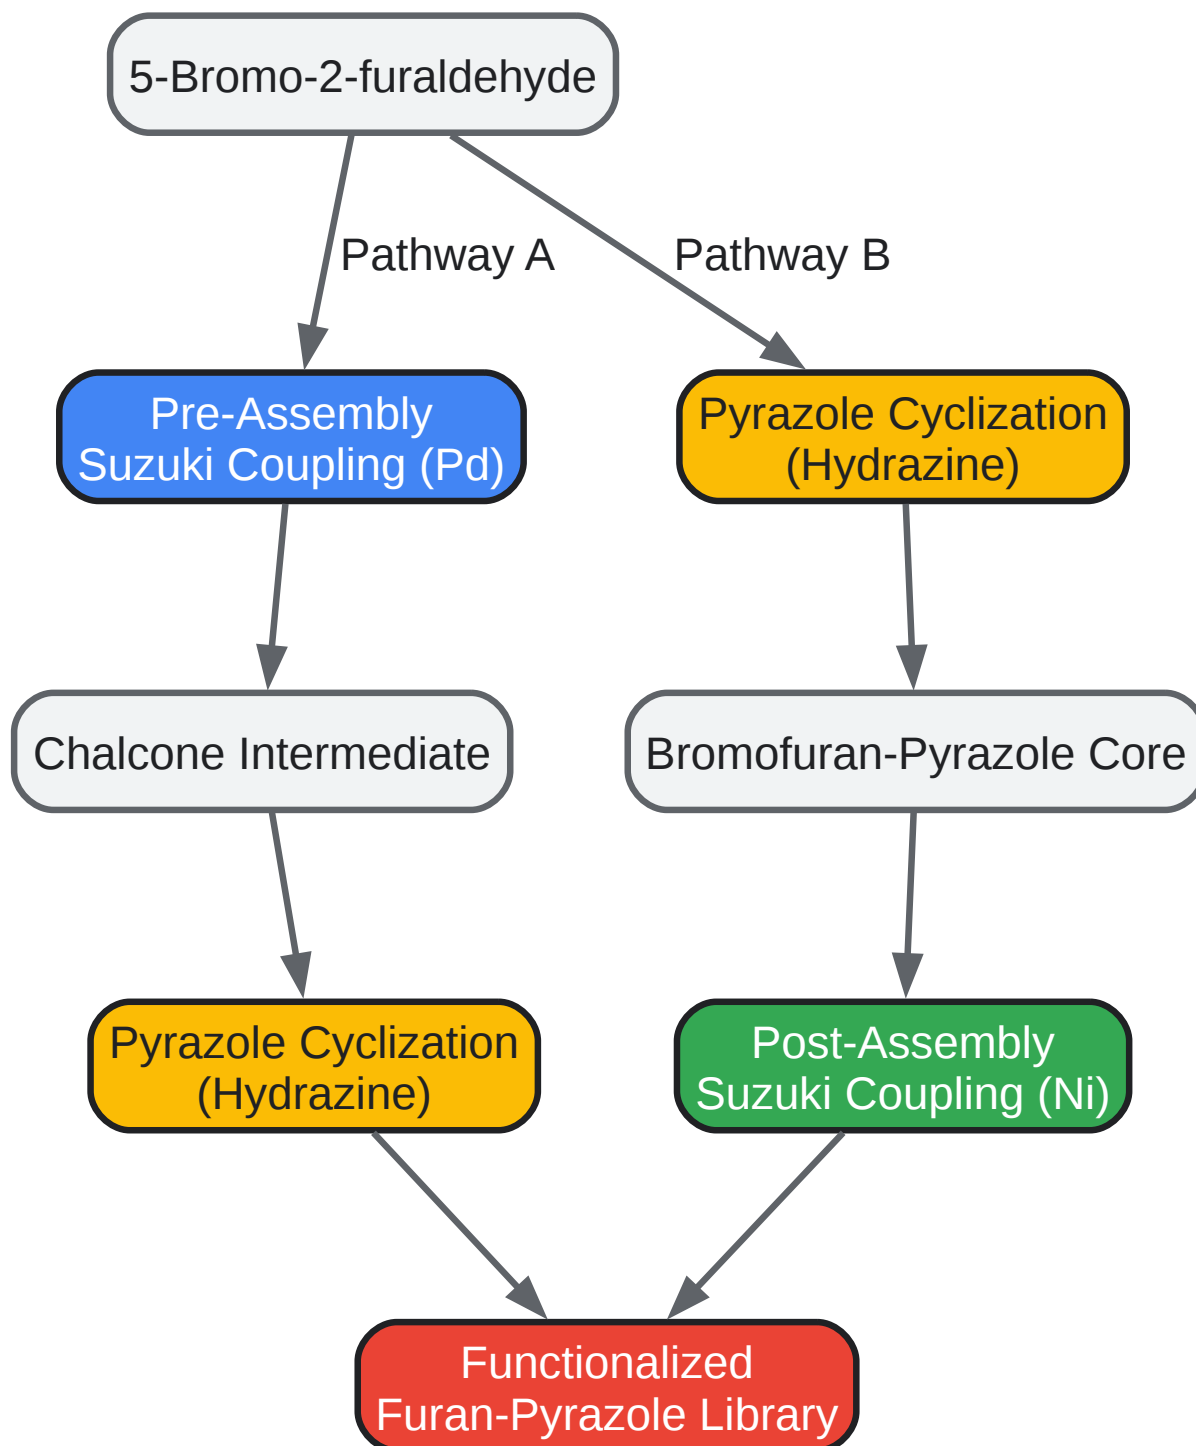 5-Bromo-2-furaldehyde
Pathway A
Pathway B
Pre-Assembly
Suzuki Coupling (Pd)
Pyrazole Cyclization
(Hydrazine)
Chalcone Intermediate
Bromofuran-Pyrazole Core
Pyrazole Cyclization
(Hydrazine)
Post-Assembly
Suzuki Coupling (Ni)
Functionalized
Furan-Pyrazole Library